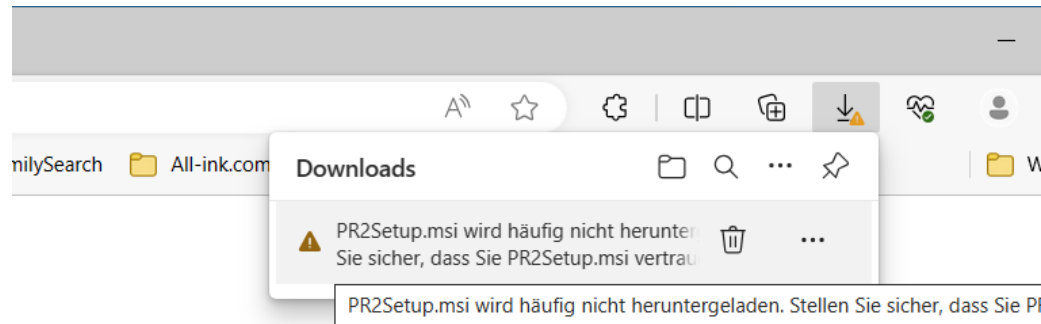 milySearch All-ink.com W
Downloads
PR2Setup.msi wird häufig nicht herunter
Sie sicher, dass Sie PR2Setup.msi vertrau
PR2Setup.msi wird häufig nicht heruntergeladen. Stellen Sie sicher, dass Sie PR